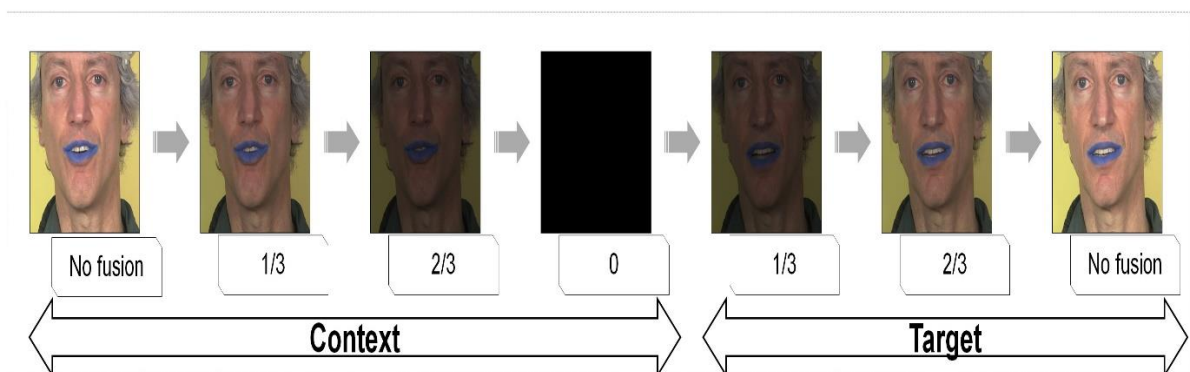 No fusion
1/3
2/3
0
1/3
2/3
No fusion
Context
Target